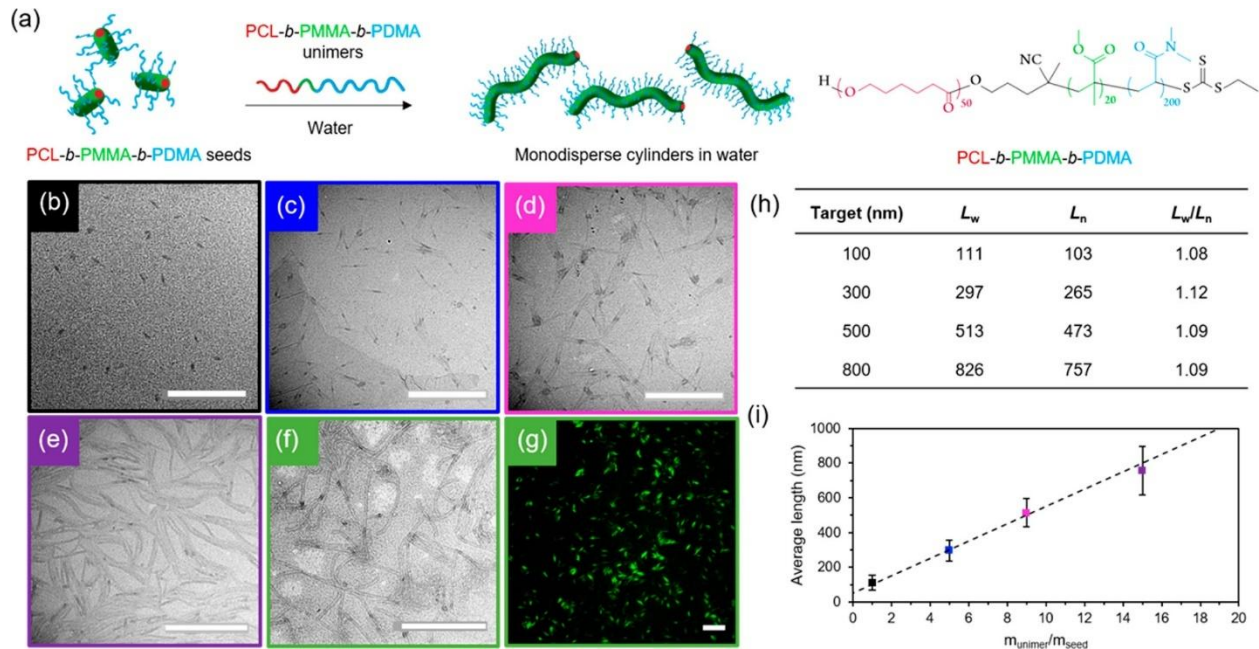 (a)
PCL-b-PMMA-b-PDMA
unimers
Water
PCL-b-PMMA-b-PDMA seeds
Monodisperse cylinders in water
H
O
O
50
O
NC
O
O
20
O
N
200
S
S
S
PCL-b-PMMA-b-PDMA
(b)
(c)
(d)
(e)
(f)
(g)
(h)
Target (nm) Lw Ln Lw/Ln
100 111 103 1.08
300 297 265 1.12
500 513 473 1.09
800 826 757 1.09
(i)
Average length (nm)
1000
800
600
400
200
0
0 2 4 6 8 10 12 14 16 18 20
munimer/mseed